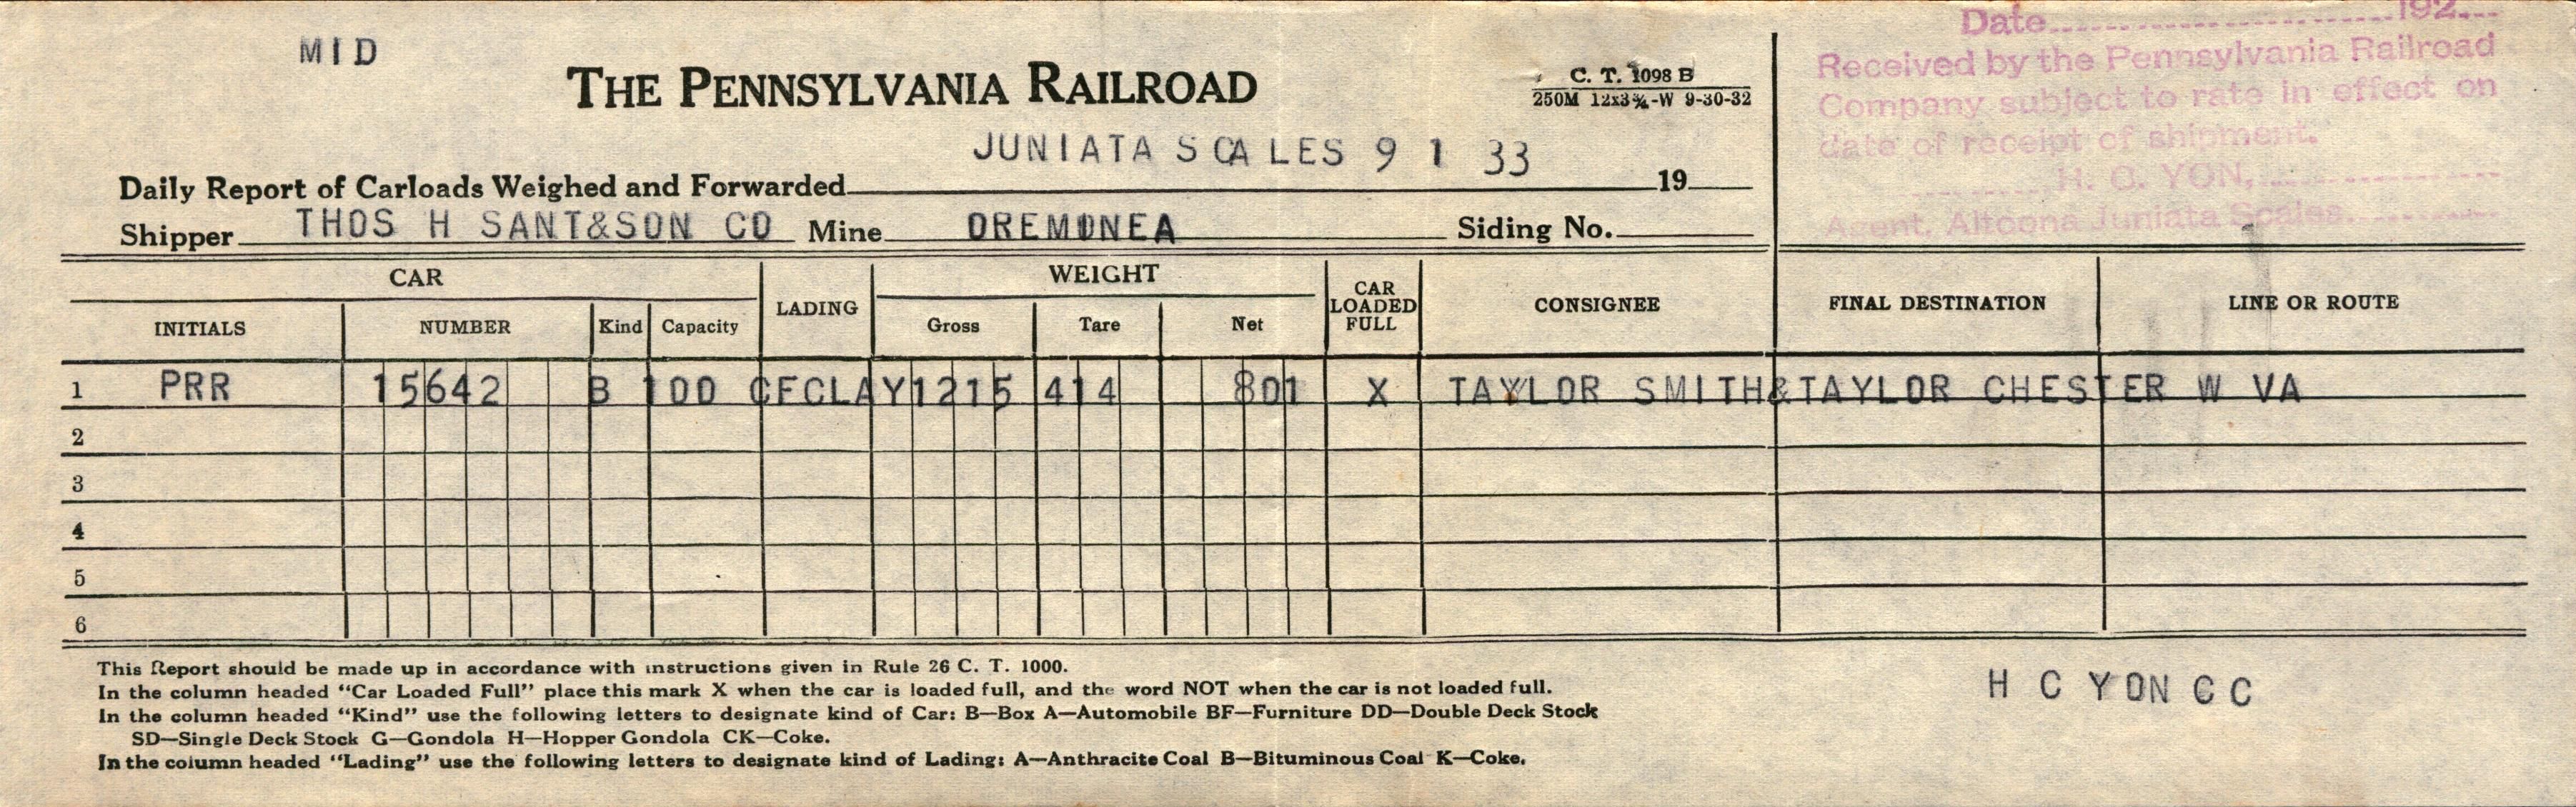 MID
THE PENNSYLVANIA RAILROAD
C. T. 1098 B
250M 12x3¾-W 9-30-32
Date 192
Received by the Pennsylvania Railroad
Company subject to rate in effect on
date of receipt of shipment.
H. C. YON,
Agent, Altoona Juniata Scales.
JUNIATA SCALES 9 1 33
Daily Report of Carloads Weighed and Forwarded 19
Shipper THOS H SANT&SON CO Mine OREMONEA Siding No.
CAR LADING WEIGHT CAR LOADED FULL CONSIGNEE FINAL DESTINATION LINE OR ROUTE
INITIALS NUMBER Kind Capacity Gross Tare Net
1 PRR 15642 B 100 CFCLAY 1215 414 801 X TAYLOR SMITH&TAYLOR CHESTER W VA
2
3
4
5
6
This Report should be made up in accordance with instructions given in Rule 26 C. T. 1000.
In the column headed "Car Loaded Full" place this mark X when the car is loaded full, and the word NOT when the car is not loaded full.
In the column headed "Kind" use the following letters to designate kind of Car: B—Box A—Automobile BF—Furniture DD—Double Deck Stock
SD—Single Deck Stock G—Gondola H—Hopper Gondola CK—Coke.
In the column headed "Lading" use the following letters to designate kind of Lading: A—Anthracite Coal B—Bituminous Coal K—Coke.
H C YON CC